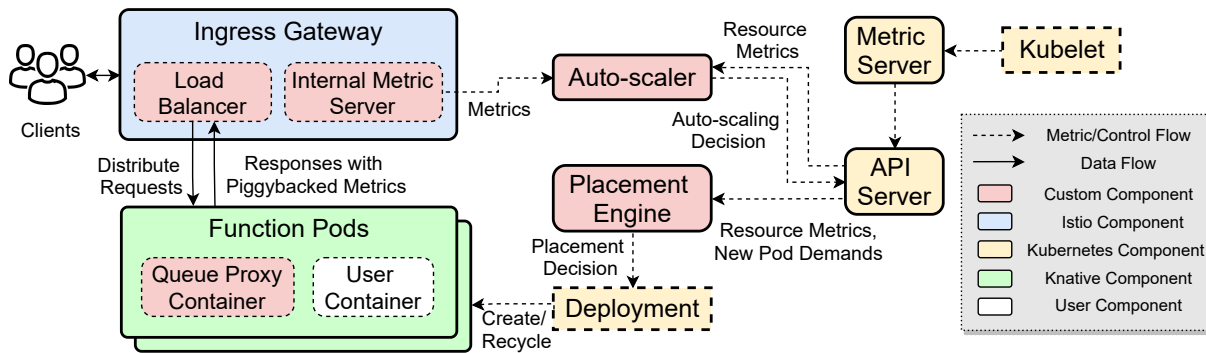 Ingress Gateway
Load
Balancer
Internal Metric
Server
Clients
Metrics
Auto-scaler
Resource
Metrics
Metric
Server
Kubelet
Auto-scaling
Decision
API
Server
Distribute
Requests
Responses with
Piggybacked Metrics
Placement
Engine
Resource Metrics,
New Pod Demands
Function Pods
Queue Proxy
Container
User
Container
Placement
Decision
Deployment
Create/
Recycle
Metric/Control Flow
Data Flow
Custom Component
Istio Component
Kubernetes Component
Knative Component
User Component